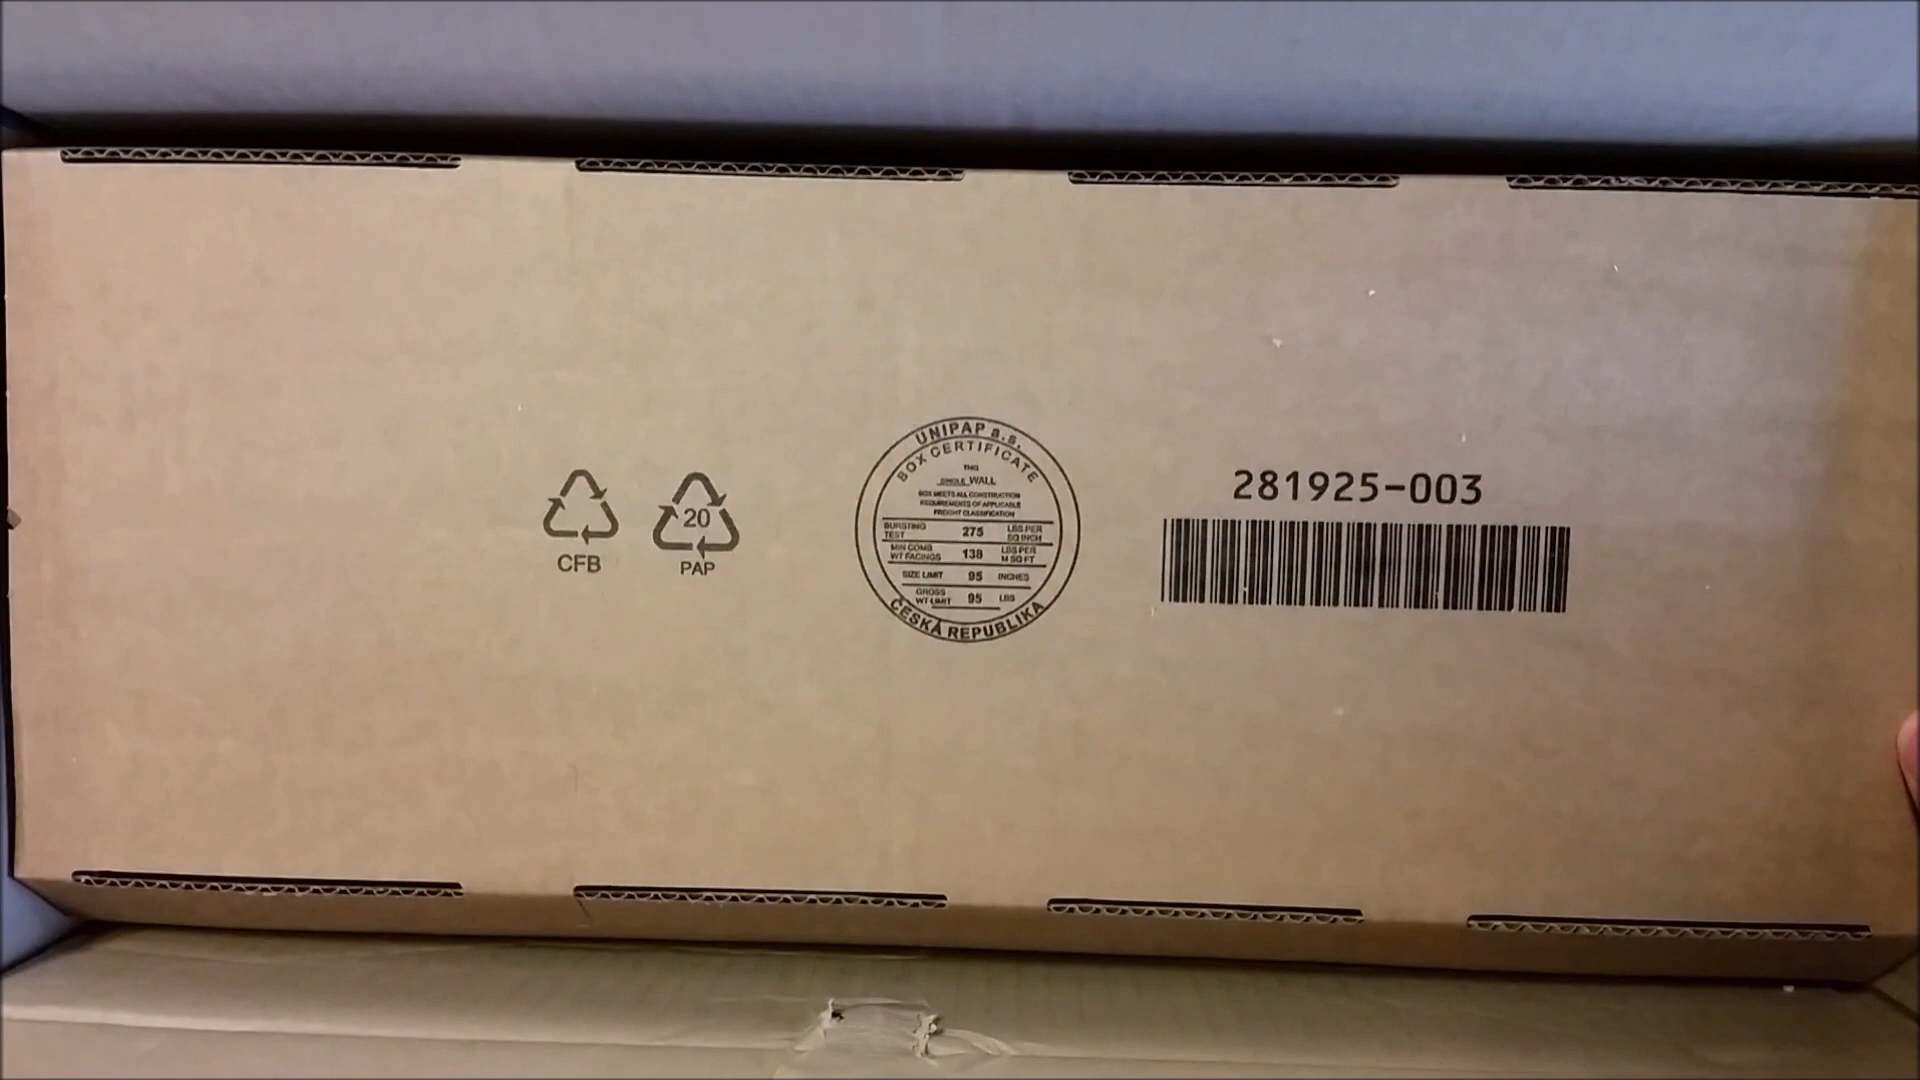 CFB
20
PAP
UNIPAP a.s.
BOX CERTIFICATE
THIS
SINGLE WALL
BOX MEETS ALL CONSTRUCTION
REQUIREMENTS OF APPLICABLE
FREIGHT CLASSIFICATION
BURSTING TEST 275 LBS PER SQ INCH
MIN COMB WT FACINGS 138 LBS PER M SQ FT
SIZE LIMIT 95 INCHES
GROSS WT LIMIT 95 LBS
ČESKÁ REPUBLIKA
281925-003